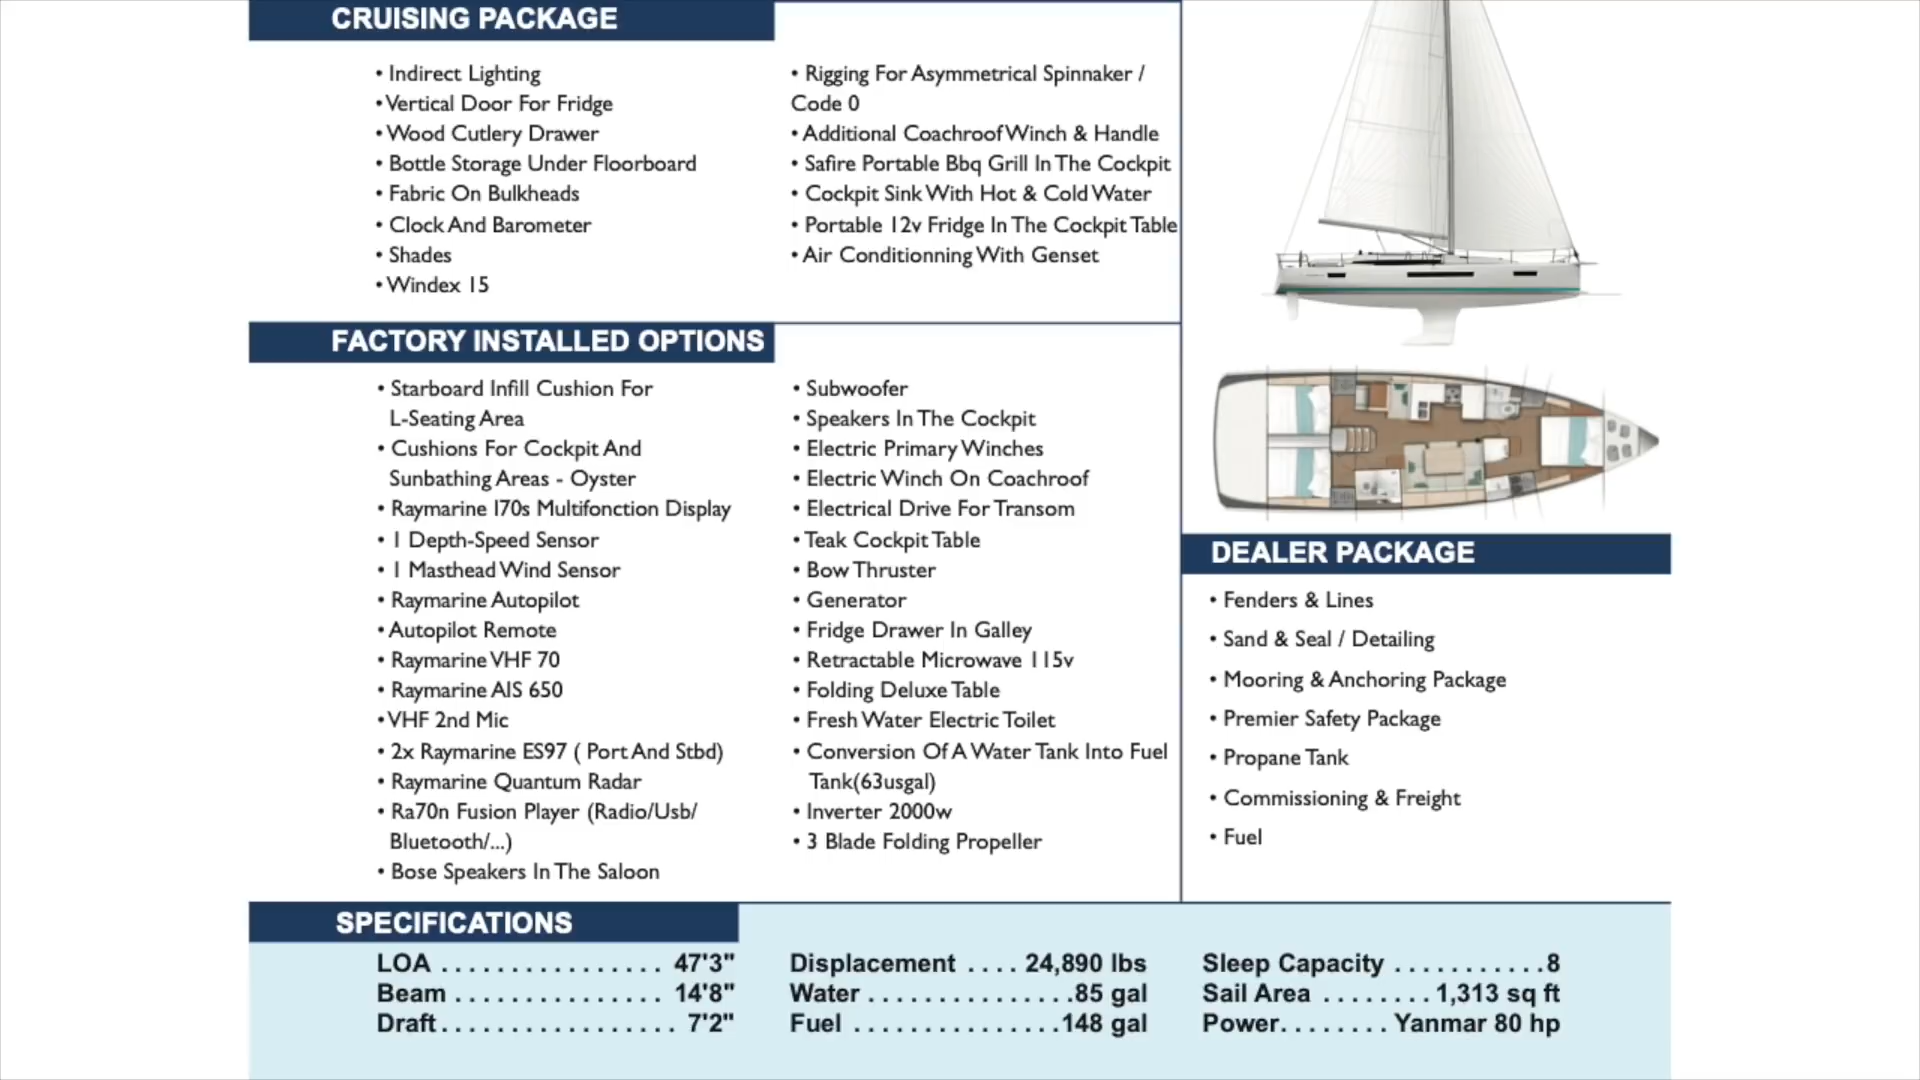 CRUISING PACKAGE
• Indirect Lighting
• Vertical Door For Fridge
• Wood Cutlery Drawer
• Bottle Storage Under Floorboard
• Fabric On Bulkheads
• Clock And Barometer
• Shades
• Windex 15
• Rigging For Asymmetrical Spinnaker /
Code 0
• Additional Coachroof Winch & Handle
• Safire Portable Bbq Grill In The Cockpit
• Cockpit Sink With Hot & Cold Water
• Portable 12v Fridge In The Cockpit Table
• Air Conditionning With Genset
FACTORY INSTALLED OPTIONS
• Starboard Infill Cushion For
L-Seating Area
• Cushions For Cockpit And
Sunbathing Areas - Oyster
• Raymarine I70s Multifonction Display
• 1 Depth-Speed Sensor
• 1 Masthead Wind Sensor
• Raymarine Autopilot
• Autopilot Remote
• Raymarine VHF 70
• Raymarine AIS 650
• VHF 2nd Mic
• 2x Raymarine ES97 ( Port And Stbd)
• Raymarine Quantum Radar
• Ra70n Fusion Player (Radio/Usb/
Bluetooth/...)
• Bose Speakers In The Saloon
• Subwoofer
• Speakers In The Cockpit
• Electric Primary Winches
• Electric Winch On Coachroof
• Electrical Drive For Transom
• Teak Cockpit Table
• Bow Thruster
• Generator
• Fridge Drawer In Galley
• Retractable Microwave 115v
• Folding Deluxe Table
• Fresh Water Electric Toilet
• Conversion Of A Water Tank Into Fuel
Tank(63usgal)
• Inverter 2000w
• 3 Blade Folding Propeller
DEALER PACKAGE
• Fenders & Lines
• Sand & Seal / Detailing
• Mooring & Anchoring Package
• Premier Safety Package
• Propane Tank
• Commissioning & Freight
• Fuel
SPECIFICATIONS
LOA . . . . . . . . . . . . . . . . 47'3"
Beam . . . . . . . . . . . . . . . 14'8"
Draft. . . . . . . . . . . . . . . . . 7'2"
Displacement . . . . 24,890 lbs
Water . . . . . . . . . . . . . . .85 gal
Fuel . . . . . . . . . . . . . . .148 gal
Sleep Capacity . . . . . . . . . . .8
Sail Area . . . . . . . . 1,313 sq ft
Power. . . . . . . . Yanmar 80 hp